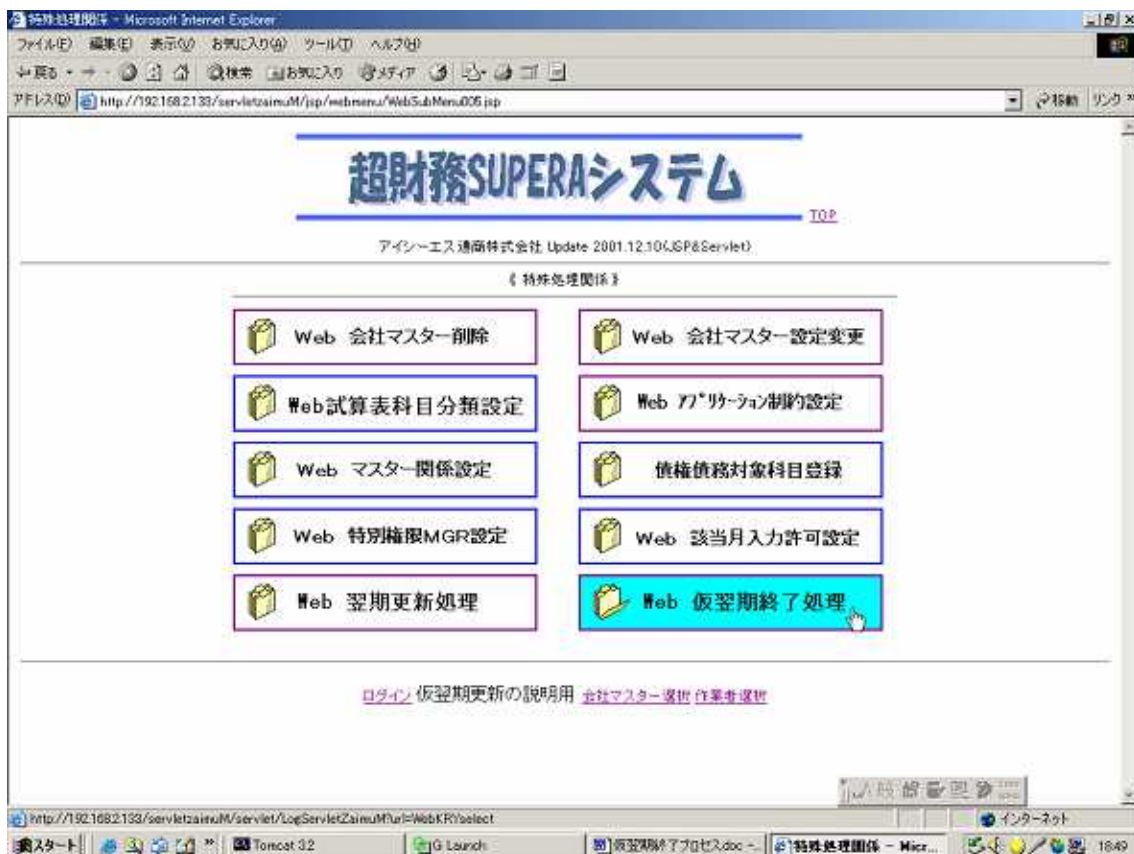 特殊処理関係 - Microsoft Internet Explorer
ファイル(F) 編集(E) 表示(V) お気に入り(A) ツール(T) ヘルプ(H)
戻る 検索 お気に入り メディア
アドレス(D) http://192.168.2.133/servletzaimuM/jsp/webmenu/WebSubMenu005.jsp 移動 リンク »
超財務SUPERAシステム
TOP
アイシーエス通商株式会社 Update 2001.12.10(JSP&Servlet)
《 特殊処理関係 》
Web 会社マスター削除 Web 会社マスター設定変更
Web試算表科目分類設定 Web アプリケーション制約設定
Web マスター関係設定 債権債務対象科目登録
Web 特別権限MGR設定 Web 該当月入力許可設定
Web 翌期更新処理 Web 仮翌期終了処理
ログイン 仮翌期更新の説明用 会社マスター選択 作業者選択
http://192.168.2.133/servletzaimuM/servlet/LogServletZaimuM?url=WebKRYselect インターネット
スタート » Tomcat 3.2 G Launch 仮翌期終了プロセス.doc - 特殊処理関係 - Micr... 18:49